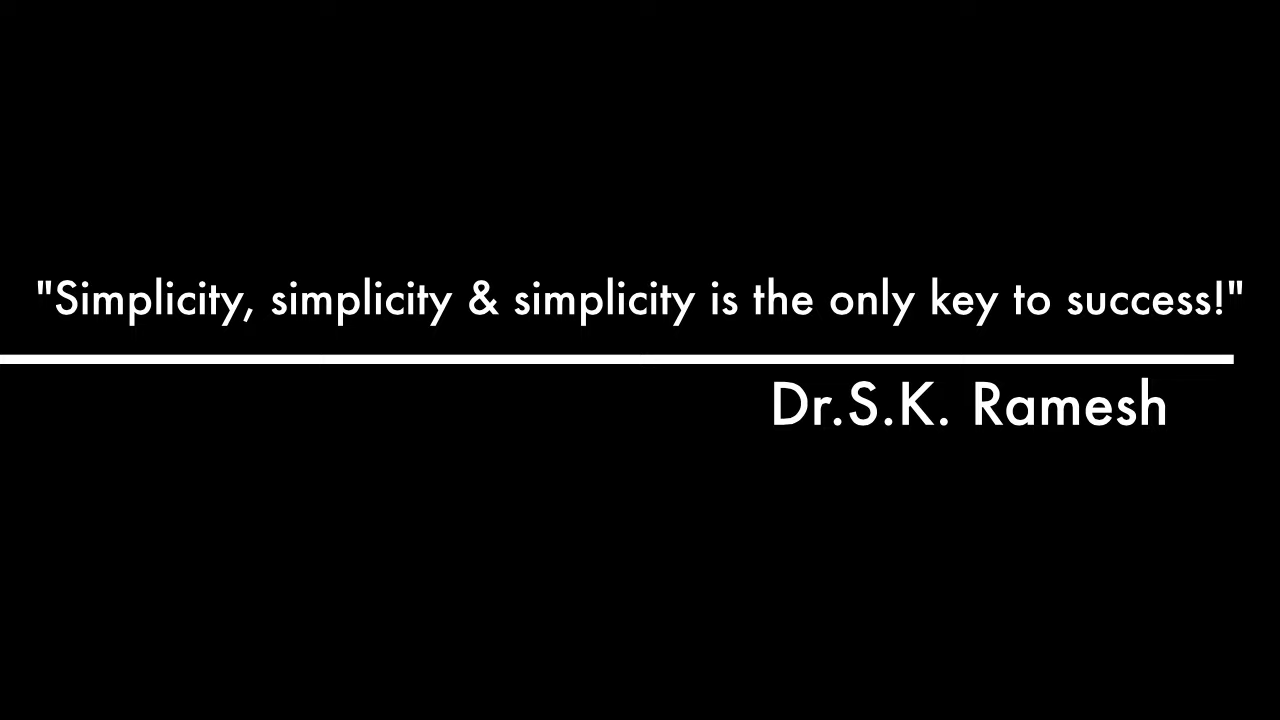 "Simplicity, simplicity & simplicity is the only key to success!"
Dr.S.K. Ramesh